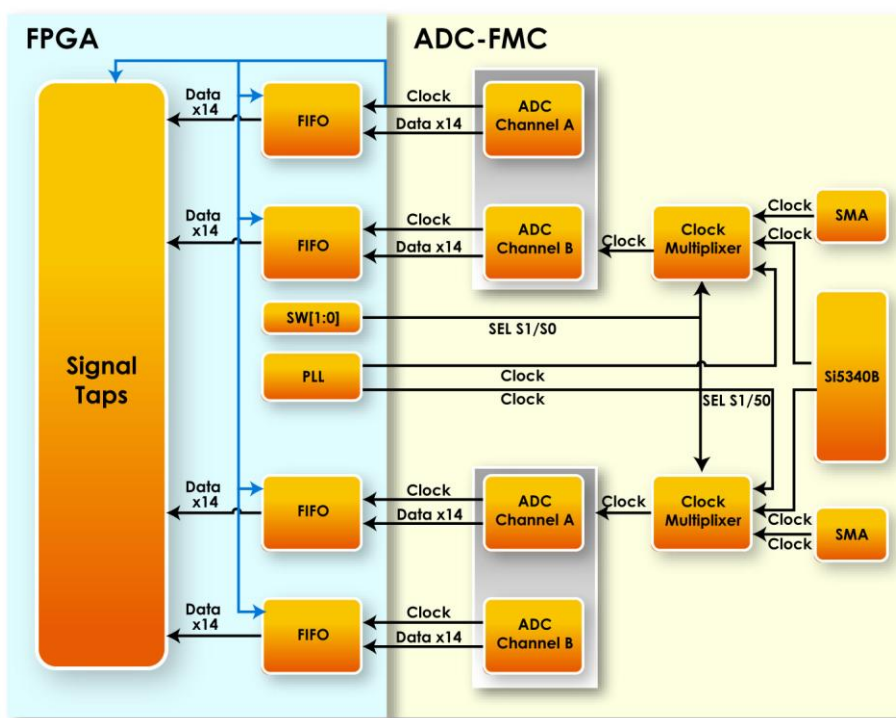 FPGA
ADC-FMC
Data
x14
FIFO
Clock
Data x14
ADC
Channel A
Data
x14
FIFO
Clock
Data x14
ADC
Channel B
Clock
Clock
Multiplixer
Clock
Clock
SMA
SW[1:0]
SEL S1/S0
Signal
Taps
PLL
Clock
Clock
SEL S1/50
Si5340B
Data
x14
FIFO
Clock
Data x14
ADC
Channel A
Clock
Clock
Multiplixer
Clock
Clock
SMA
Data
x14
FIFO
Clock
Data x14
ADC
Channel B